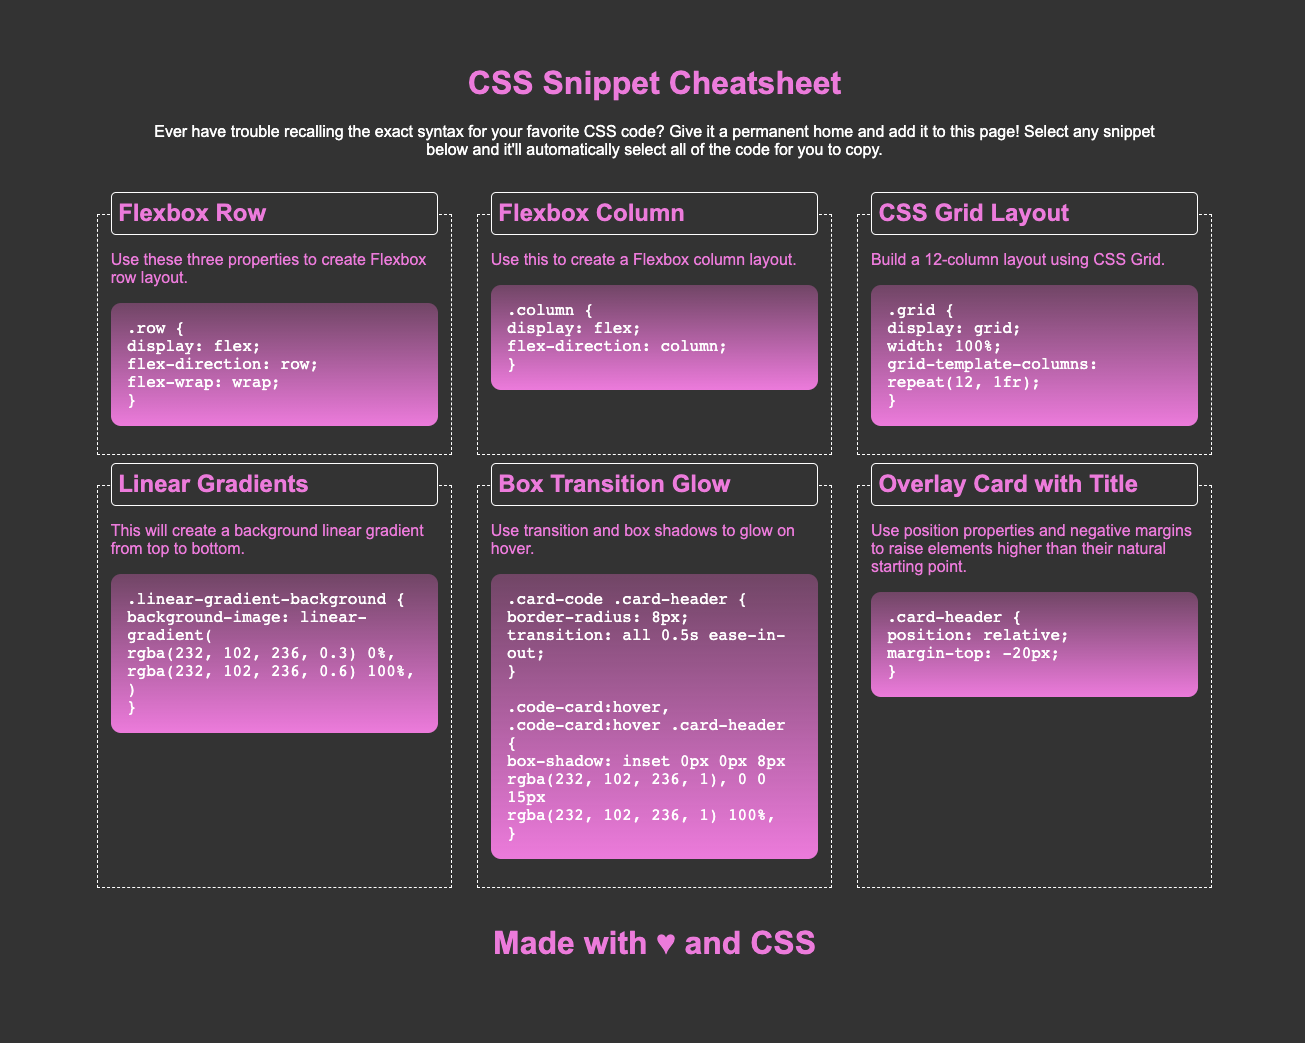 CSS Snippet Cheatsheet
Ever have trouble recalling the exact syntax for your favorite CSS code? Give it a permanent home and add it to this page! Select any snippet
below and it'll automatically select all of the code for you to copy.
Flexbox Row
Use these three properties to create Flexbox
row layout.
.row {
display: flex;
flex-direction: row;
flex-wrap: wrap;
}
Flexbox Column
Use this to create a Flexbox column layout.
.column {
display: flex;
flex-direction: column;
}
CSS Grid Layout
Build a 12-column layout using CSS Grid.
.grid {
display: grid;
width: 100%;
grid-template-columns:
repeat(12, 1fr);
}
Linear Gradients
This will create a background linear gradient
from top to bottom.
.linear-gradient-background {
background-image: linear-
gradient(
rgba(232, 102, 236, 0.3) 0%,
rgba(232, 102, 236, 0.6) 100%,
)
}
Box Transition Glow
Use transition and box shadows to glow on
hover.
.card-code .card-header {
border-radius: 8px;
transition: all 0.5s ease-in-
out;
}
.code-card:hover,
.code-card:hover .card-header
{
box-shadow: inset 0px 0px 8px
rgba(232, 102, 236, 1), 0 0
15px
rgba(232, 102, 236, 1) 100%,
}
Overlay Card with Title
Use position properties and negative margins
to raise elements higher than their natural
starting point.
.card-header {
position: relative;
margin-top: -20px;
}
Made with ♥ and CSS